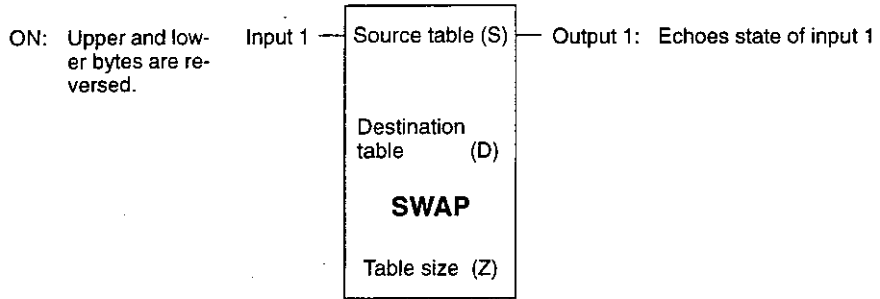 ON: Upper and low- Input 1 Source table (S) Output 1: Echoes state of input 1
er bytes are re-
versed.
Destination
table (D)
SWAP
Table size (Z)